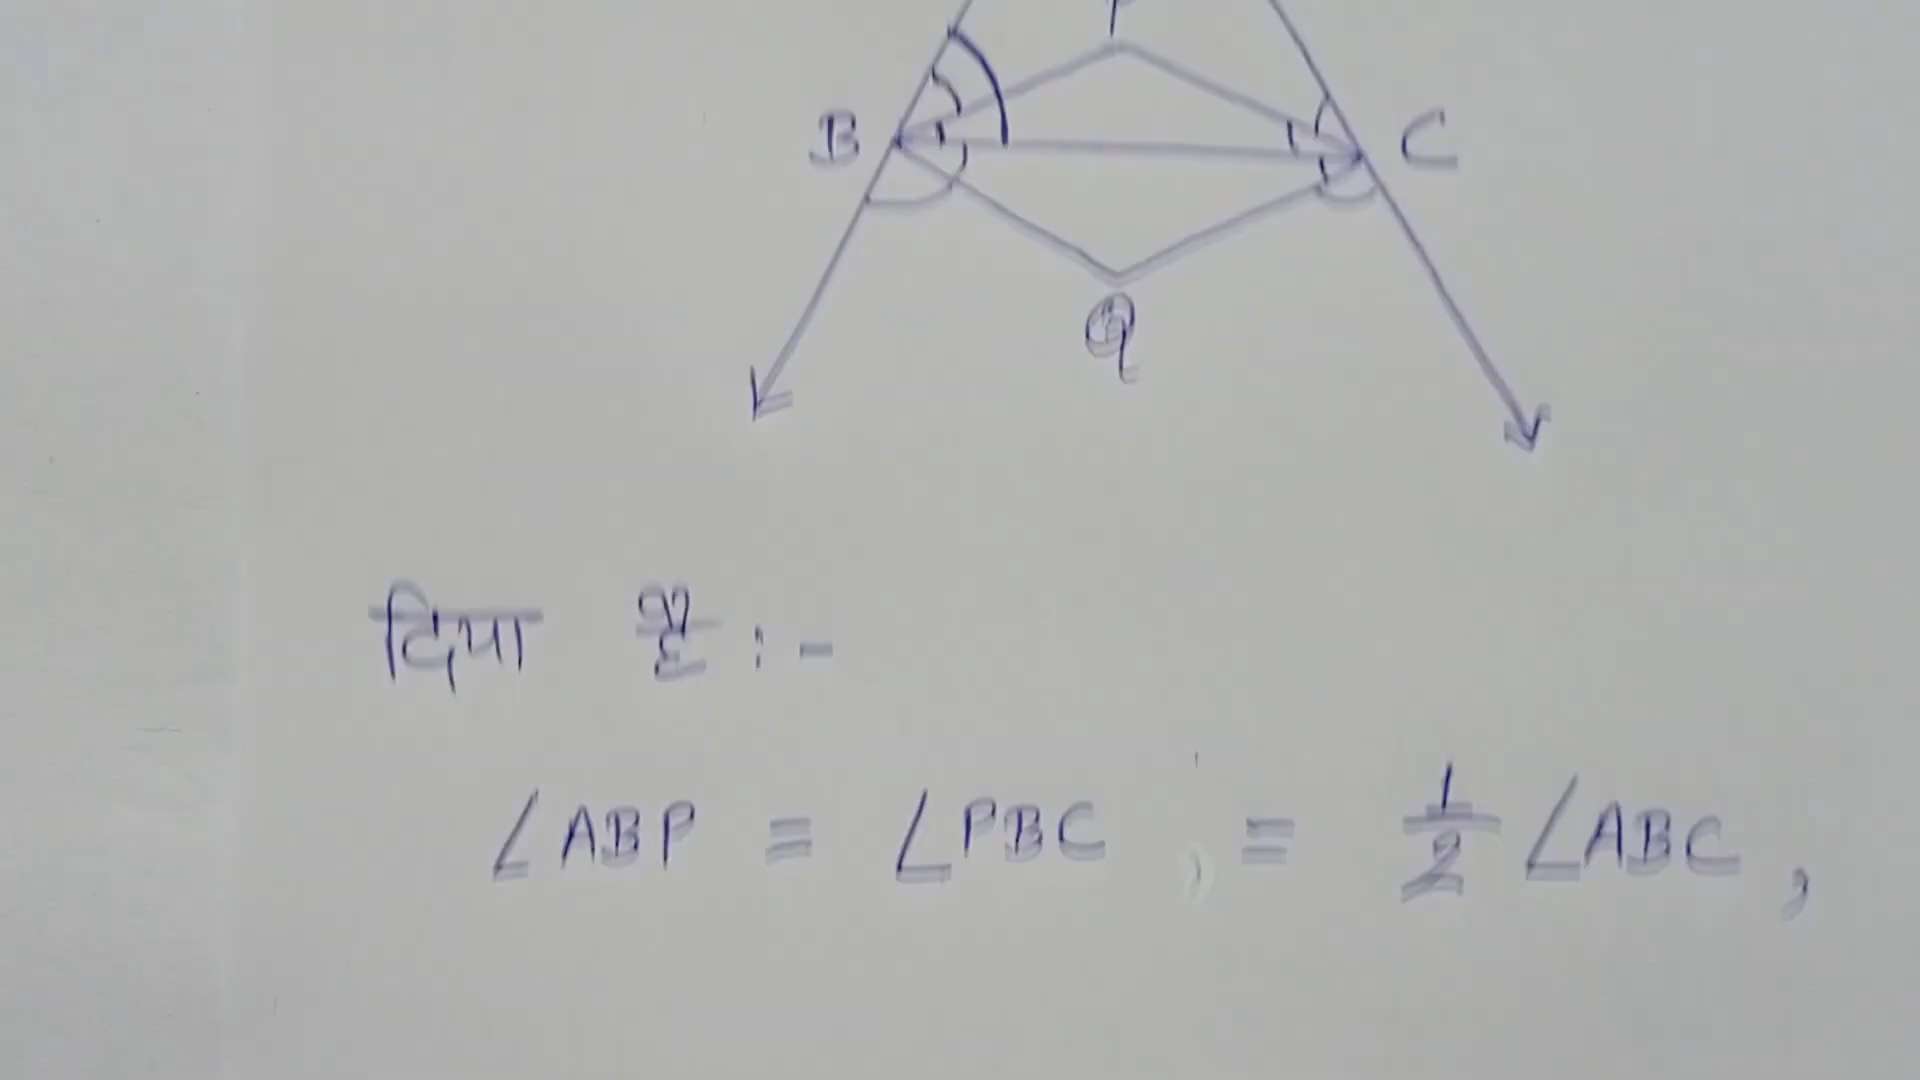 B C
Q
दिया है :-
∠ABP = ∠PBC, = 1/2 ∠ABC,